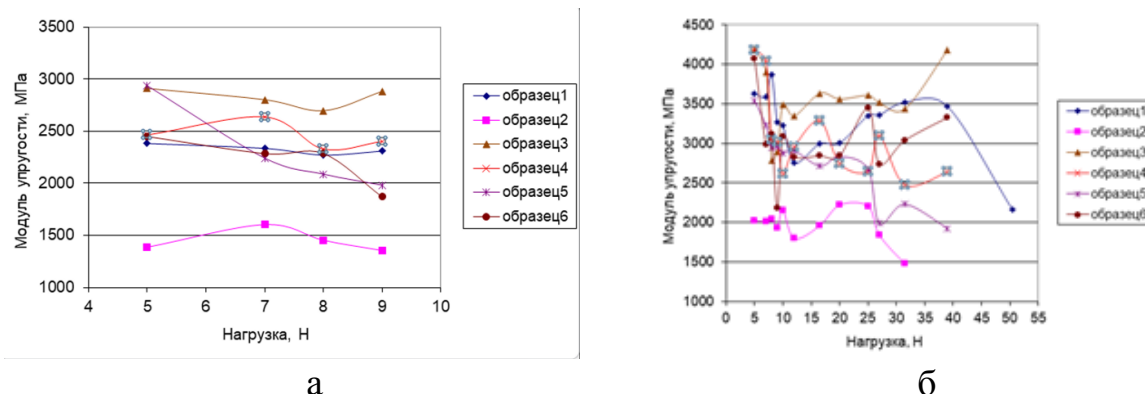 3500
3000
2500
2000
1500
1000
4 5 6 7 8 9 10
Модуль упругости, МПа
Нагрузка, Н
образец1
образец2
образец3
образец4
образец5
образец6
а
4500
4000
3500
3000
2500
2000
1500
1000
0 5 10 15 20 25 30 35 40 45 50 55
Модуль упругости, МПа
Нагрузка, Н
образец1
образец2
образец3
образец4
образец5
образец6
б